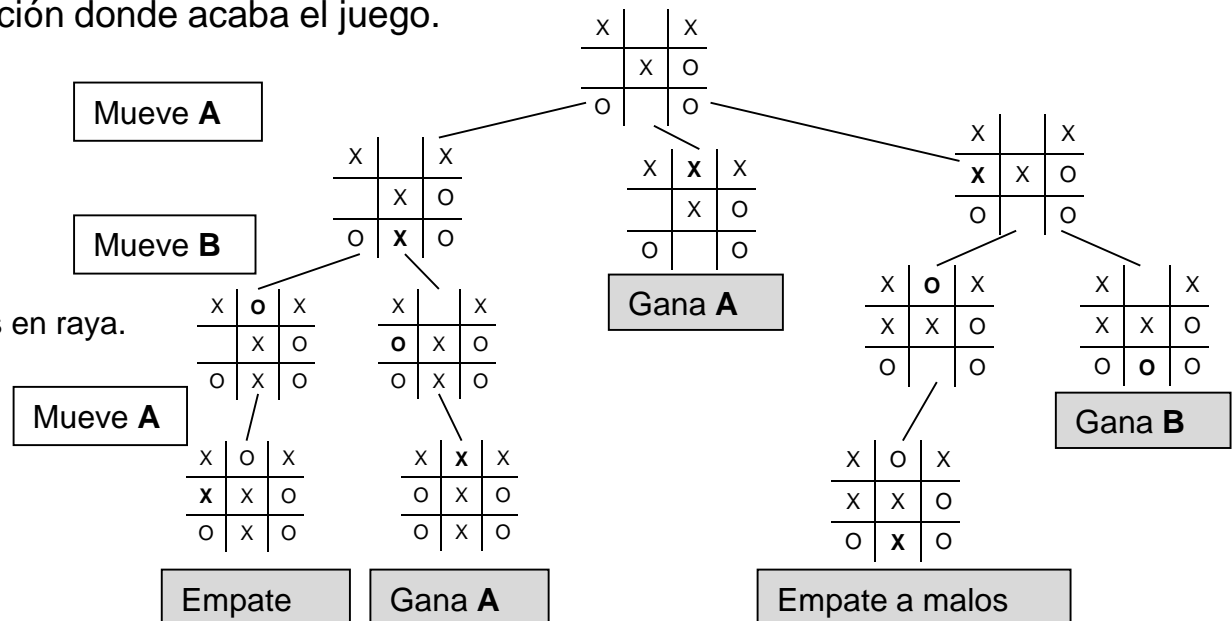 ción donde acaba el juego.
X X
X O
O O
Mueve A
X X
X O
O X O
X X X
X O
O O
X X
X X O
O O
Mueve B
Gana A
s en raya.
X O X
X O
O X O
X X
O X O
O X O
X O X
X X O
O O
X X
X X O
O O O
Mueve A
Gana B
X O X
X X O
O X O
X X X
O X O
O X O
X O X
X X O
O X O
Empate
Gana A
Empate a malos